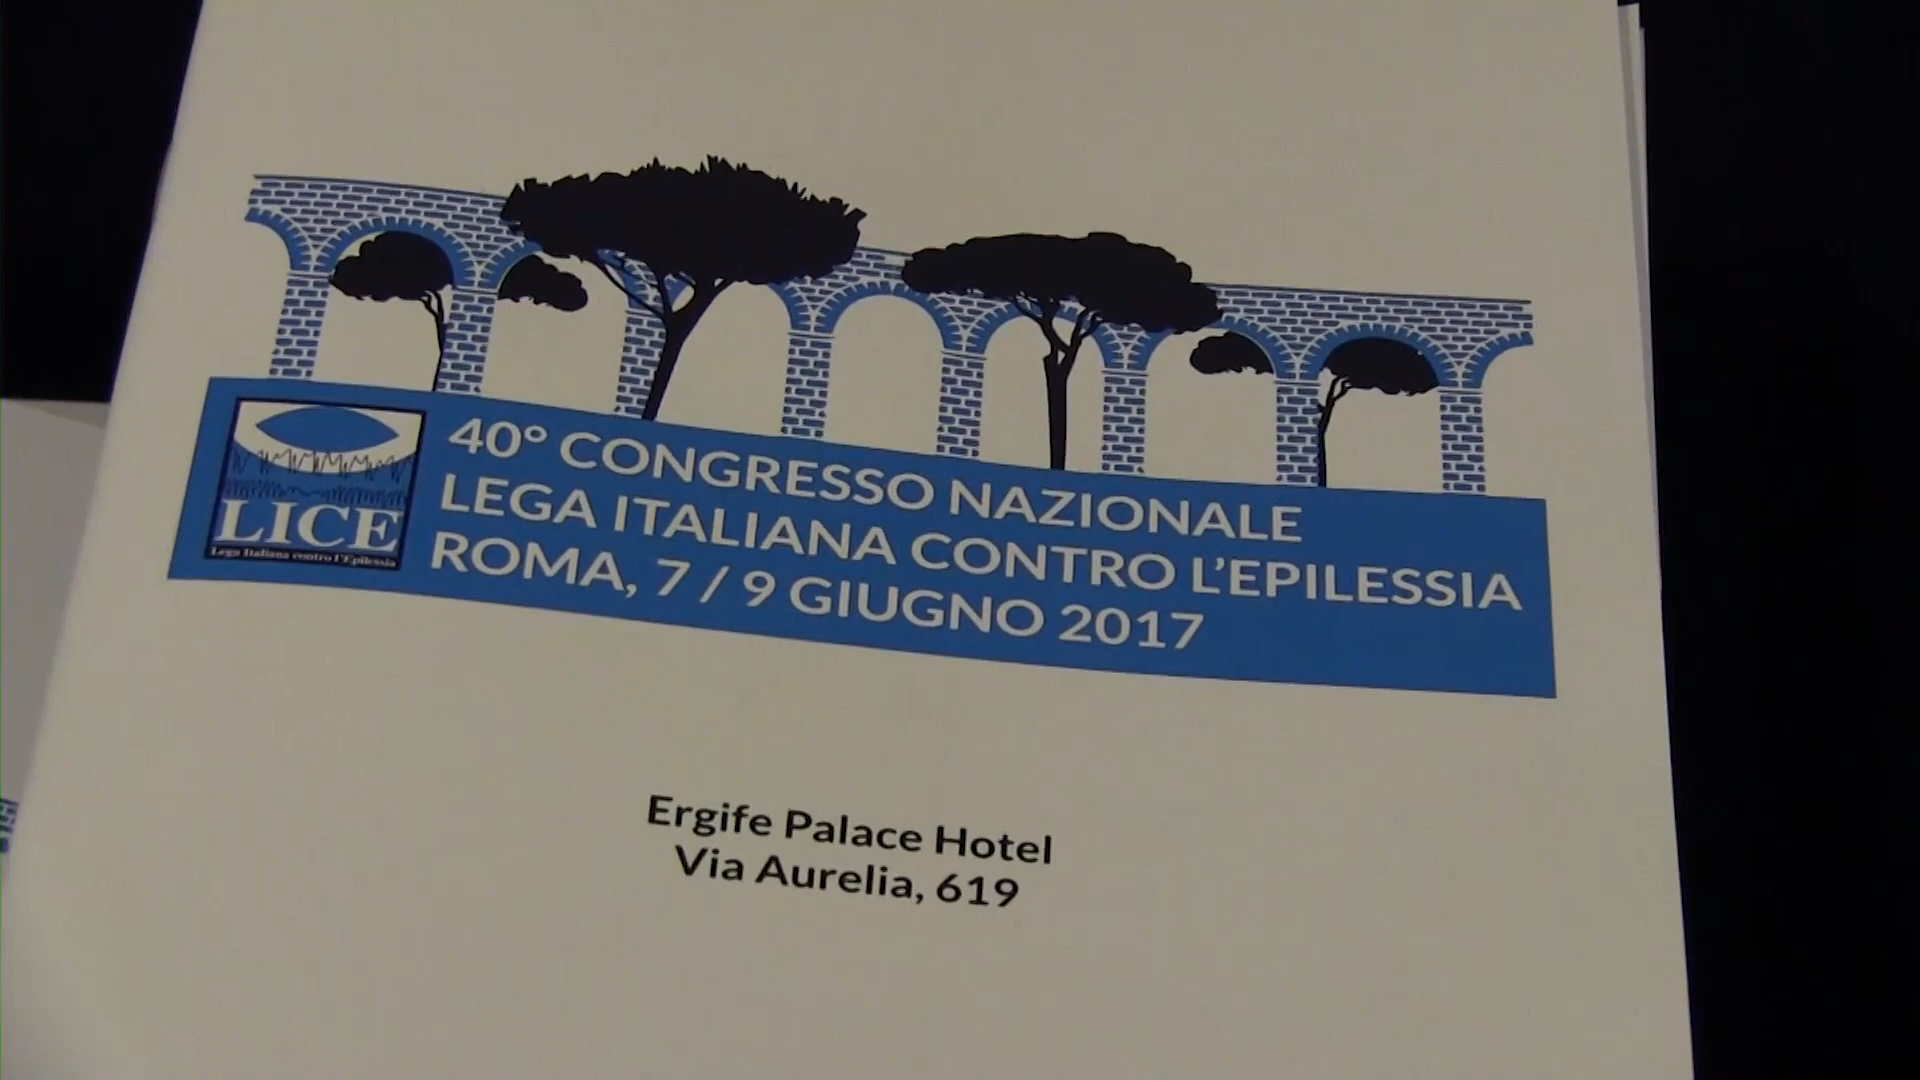 40° CONGRESSO NAZIONALE
LEGA ITALIANA CONTRO L'EPILESSIA
ROMA, 7 / 9 GIUGNO 2017
LICE
Lega Italiana contro l'Epilessia
Ergife Palace Hotel
Via Aurelia, 619